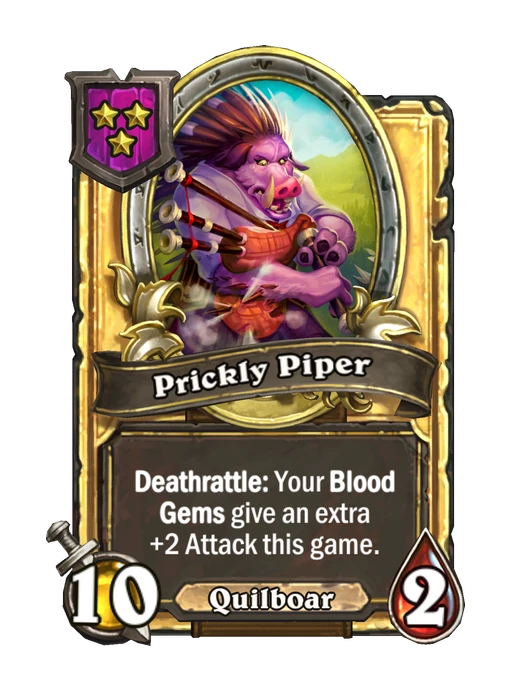 Prickly Piper
Deathrattle: Your Blood
Gems give an extra
+2 Attack this game.
10
Quilboar
2